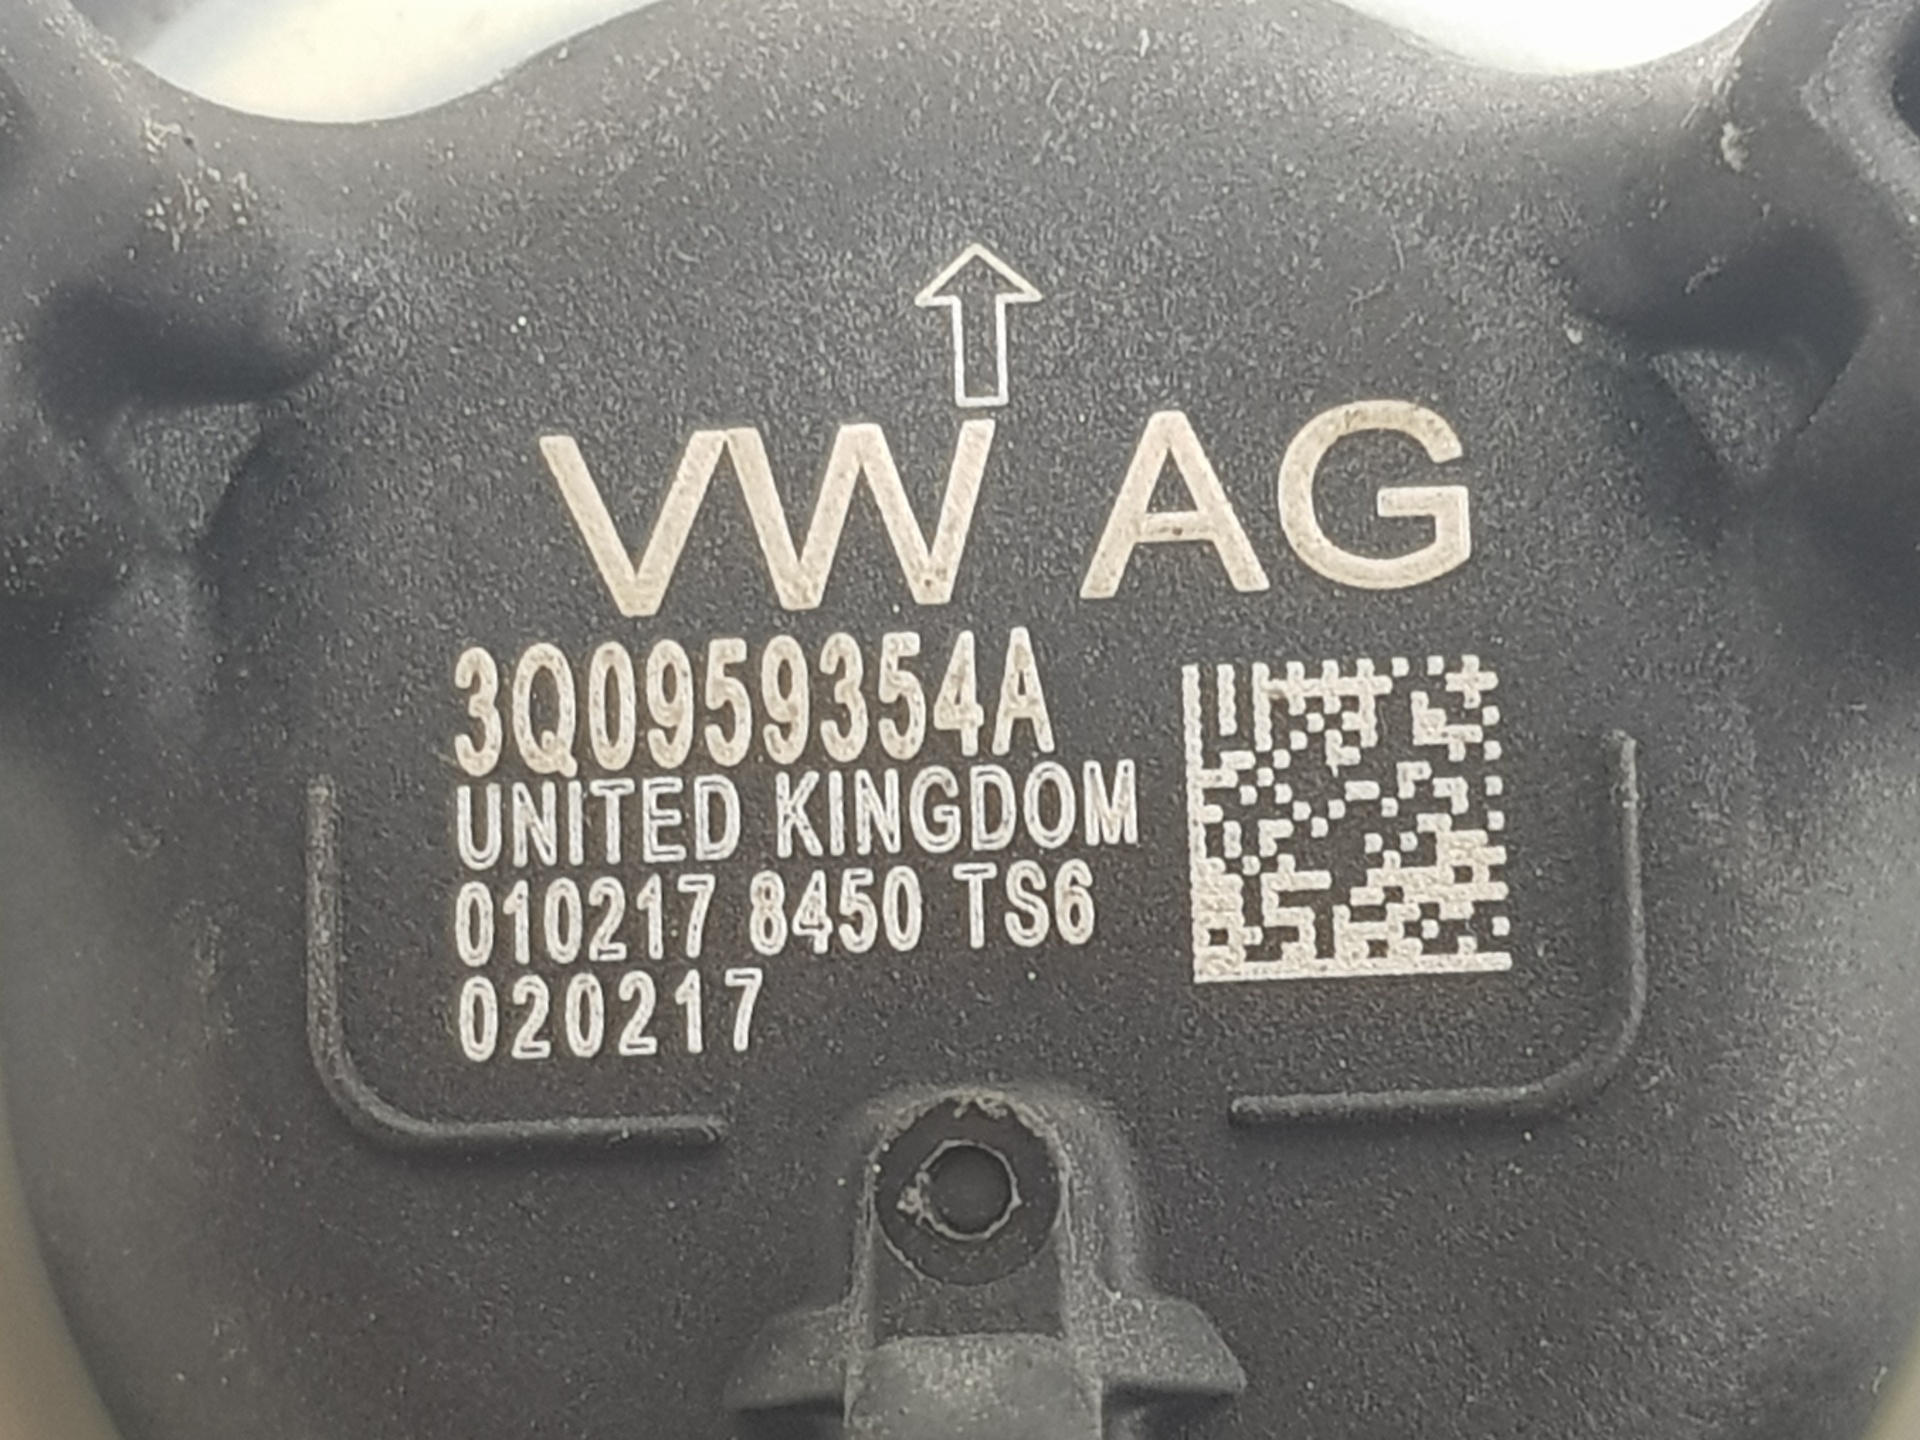 VW AG
3Q0959354A
UNITED KINGDOM
010217 8450 TS6
020217